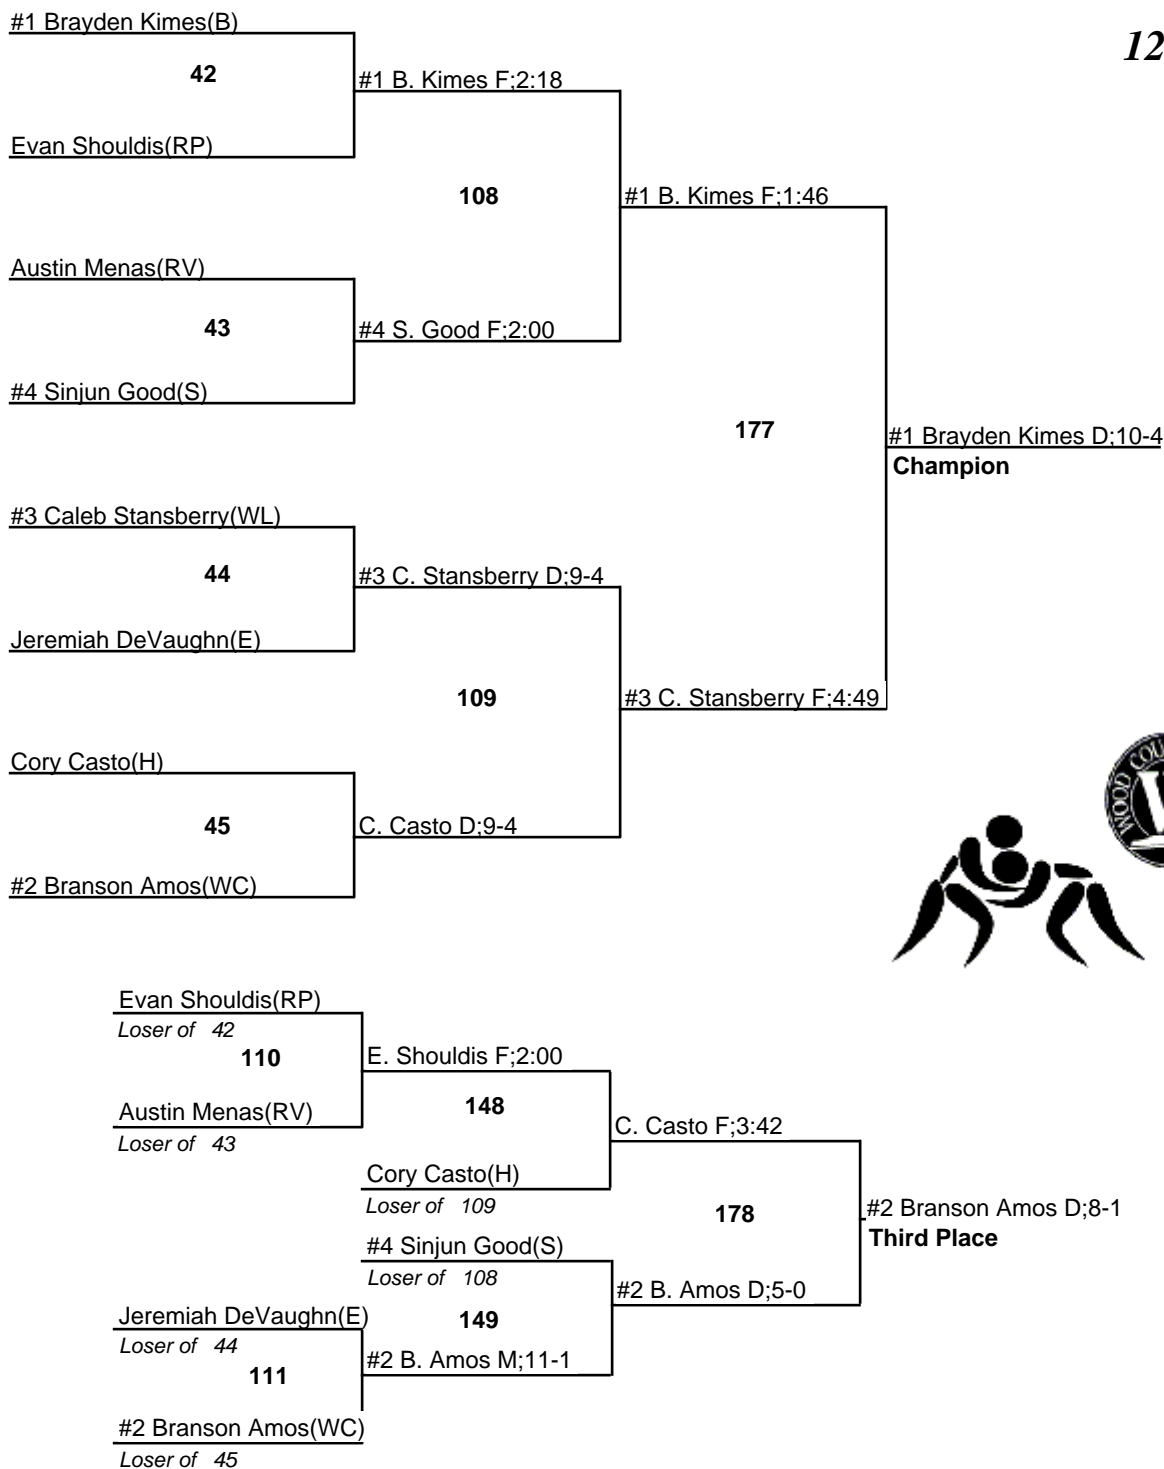 #1 Brayden Kimes(B)
12
42
#1 B. Kimes F;2:18
Evan Shouldis(RP)
108
#1 B. Kimes F;1:46
Austin Menas(RV)
43
#4 S. Good F;2:00
#4 Sinjun Good(S)
177
#1 Brayden Kimes D;10-4
Champion
#3 Caleb Stansberry(WL)
44
#3 C. Stansberry D;9-4
Jeremiah DeVaughn(E)
109
#3 C. Stansberry F;4:49
Cory Casto(H)
45
C. Casto D;9-4
#2 Branson Amos(WC)
WOOD COU
Evan Shouldis(RP)
Loser of 42
110
E. Shouldis F;2:00
Austin Menas(RV)
Loser of 43
148
C. Casto F;3:42
Cory Casto(H)
Loser of 109
178
#2 Branson Amos D;8-1
Third Place
#4 Sinjun Good(S)
Loser of 108
#2 B. Amos D;5-0
Jeremiah DeVaughn(E)
Loser of 44
149
111
#2 B. Amos M;11-1
#2 Branson Amos(WC)
Loser of 45